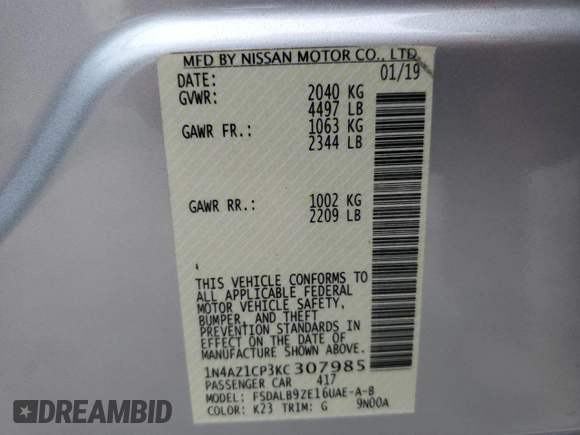 MFD BY NISSAN MOTOR CO., LTD.
DATE: 01/19
GVWR: 2040 KG
4497 LB
GAWR FR.: 1063 KG
2344 LB
GAWR RR.: 1002 KG
2209 LB
THIS VEHICLE CONFORMS TO
ALL APPLICABLE FEDERAL
MOTOR VEHICLE SAFETY,
BUMPER, AND THEFT
PREVENTION STANDARDS IN
EFFECT ON THE DATE OF
MANUFACTURE SHOWN ABOVE.
1N4AZ1CP3KC307985
PASSENGER CAR 417
MODEL: FSDALB9ZE16UAE-A-B
COLOR: K23 TRIM: G 9N00A
DREAMBID